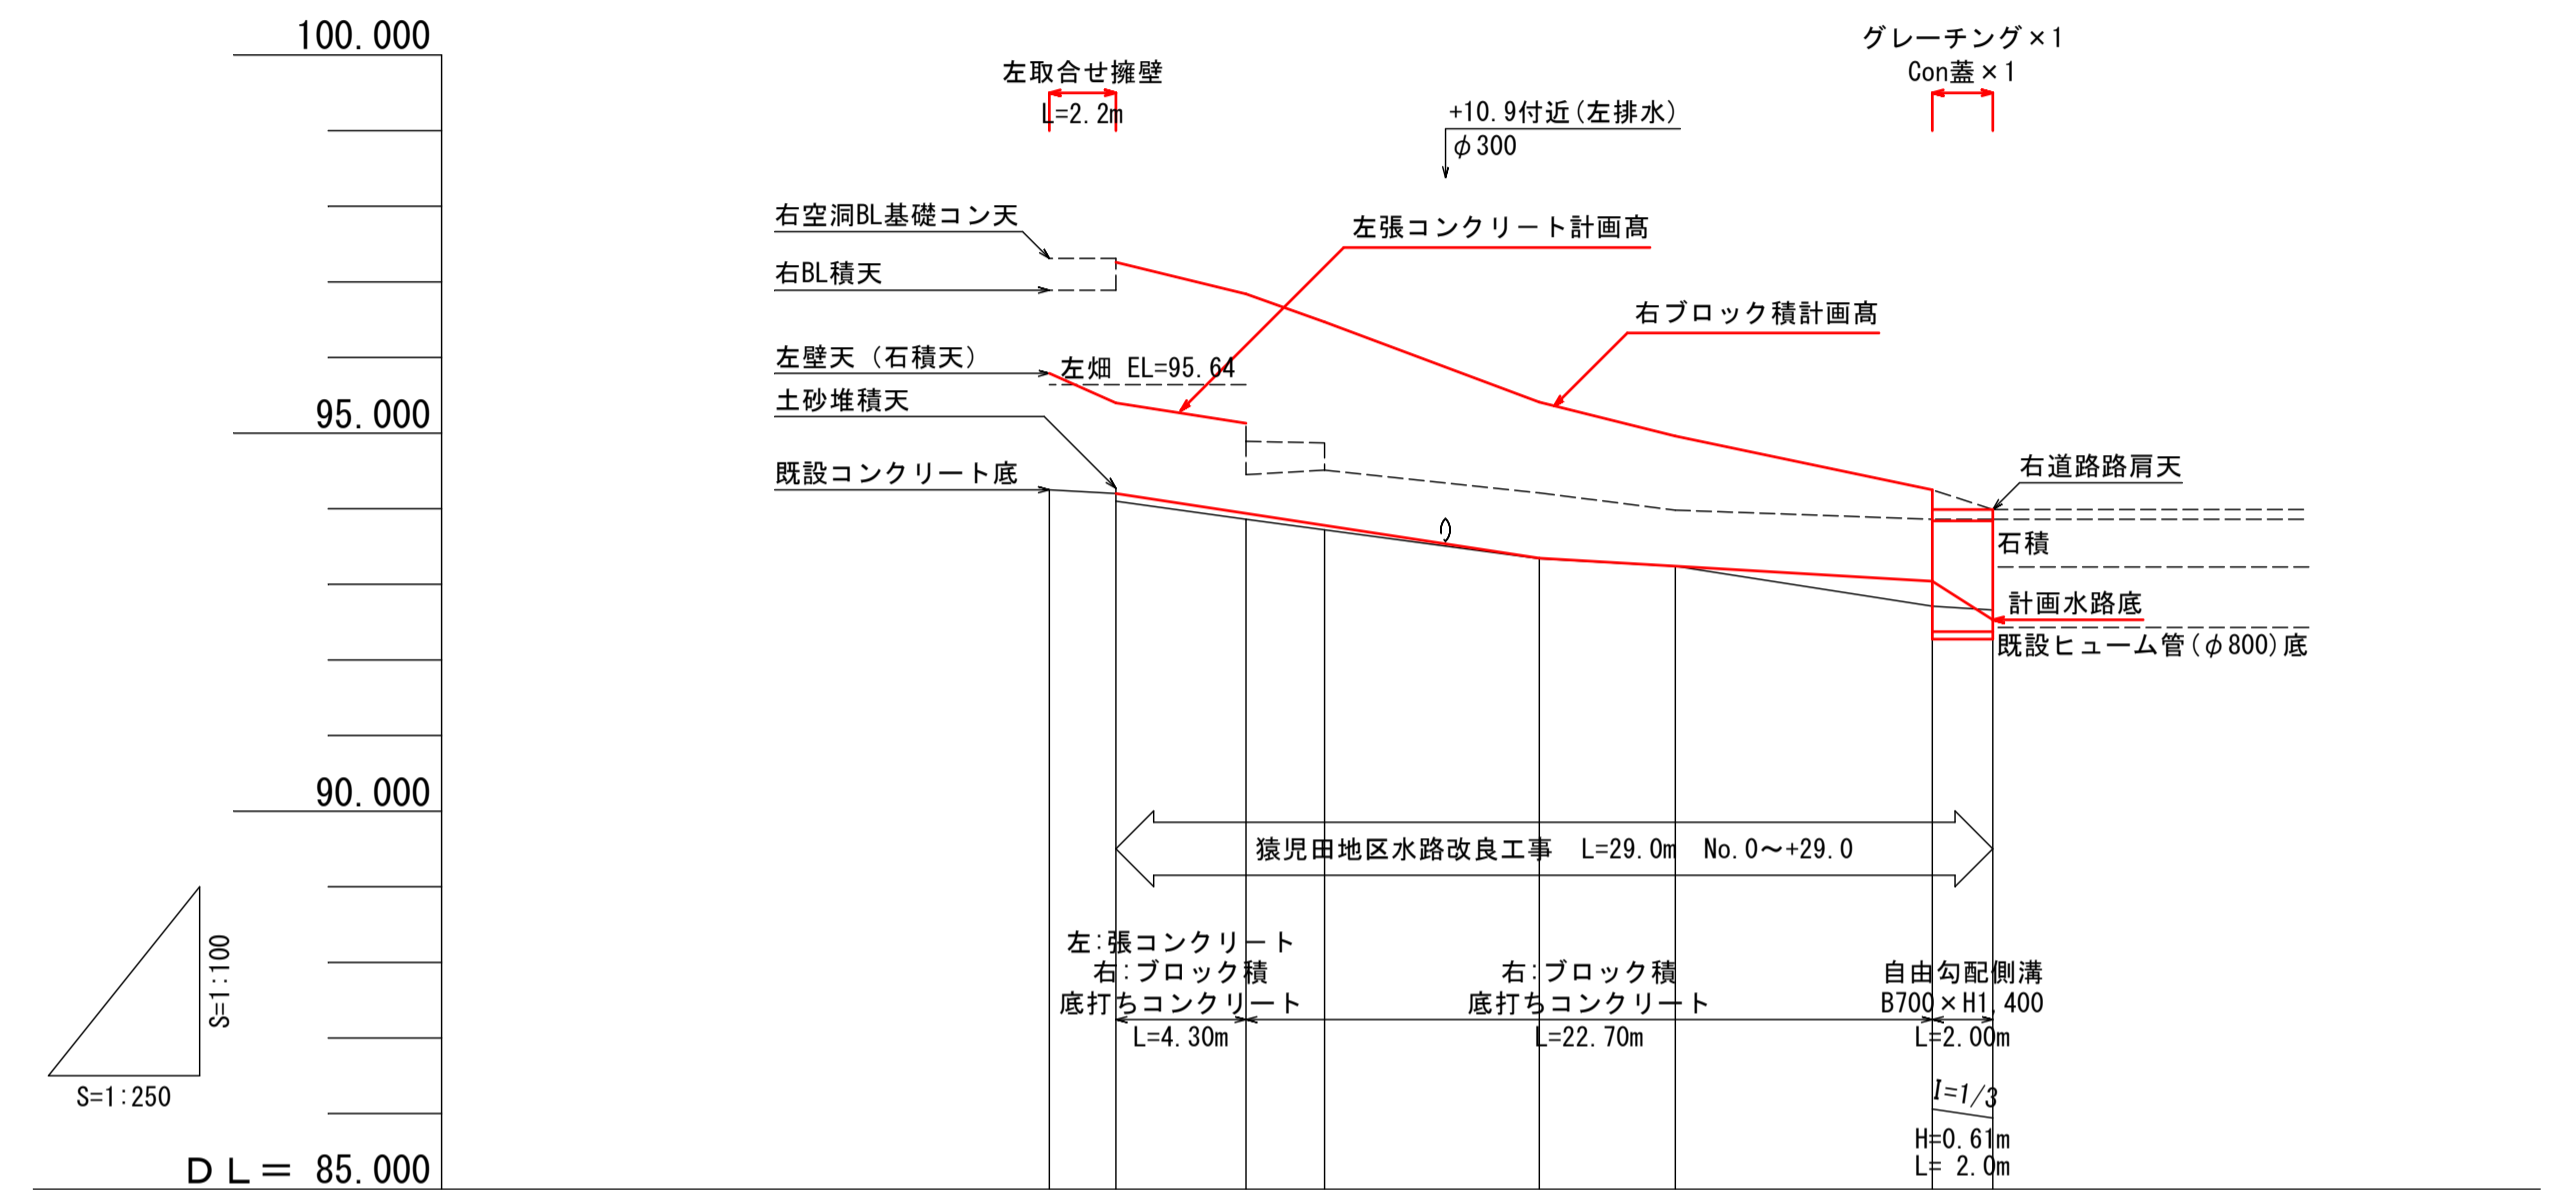 100.000
95.000
90.000
DL= 85.000
S=1:100
S=1:250
左取合せ擁壁
L=2.2m
+10.9付近(左排水)
φ300
グレーチング×1
Con蓋×1
右空洞BL基礎コン天
右BL積天
左壁天（石積天）
左畑 EL=95.64
土砂堆積天
既設コンクリート底
左張コンクリート計画髙
右ブロック積計画髙
右道路路肩天
石積
計画水路底
既設ヒューム管(φ800)底
猿児田地区水路改良工事　L=29.0m　No.0～+29.0
左:張コンクリート
右:ブロック積
底打ちコンクリート
L=4.30m
右:ブロック積
底打ちコンクリート
L=22.70m
自由勾配側溝
B700×H1,400
L=2.00m
I=1/3
H=0.61m
L= 2.0m